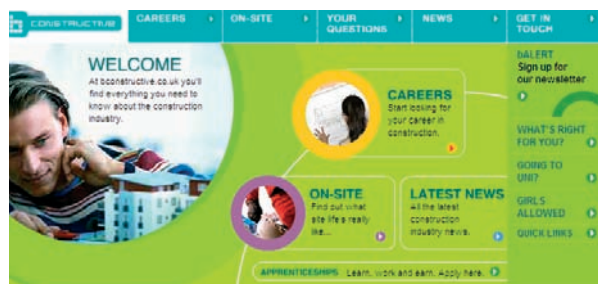 CONSTRUCTIVE
CAREERS
ON-SITE
YOUR
QUESTIONS
NEWS
GET IN
TOUCH
WELCOME
At bconstructive.co.uk you'll
find everything you need to
know about the construction
industry.
CAREERS
Start looking for
your career in
construction.
ON-SITE
Find out what
site life's really
like...
LATEST NEWS
All the latest
construction
industry news.
APPRENTICESHIPS Learn, work and earn. Apply here.
bALERT
Sign up for
our newsletter
WHAT'S RIGHT
FOR YOU?
GOING TO
UNI?
GIRLS
ALLOWED
QUICK LINKS